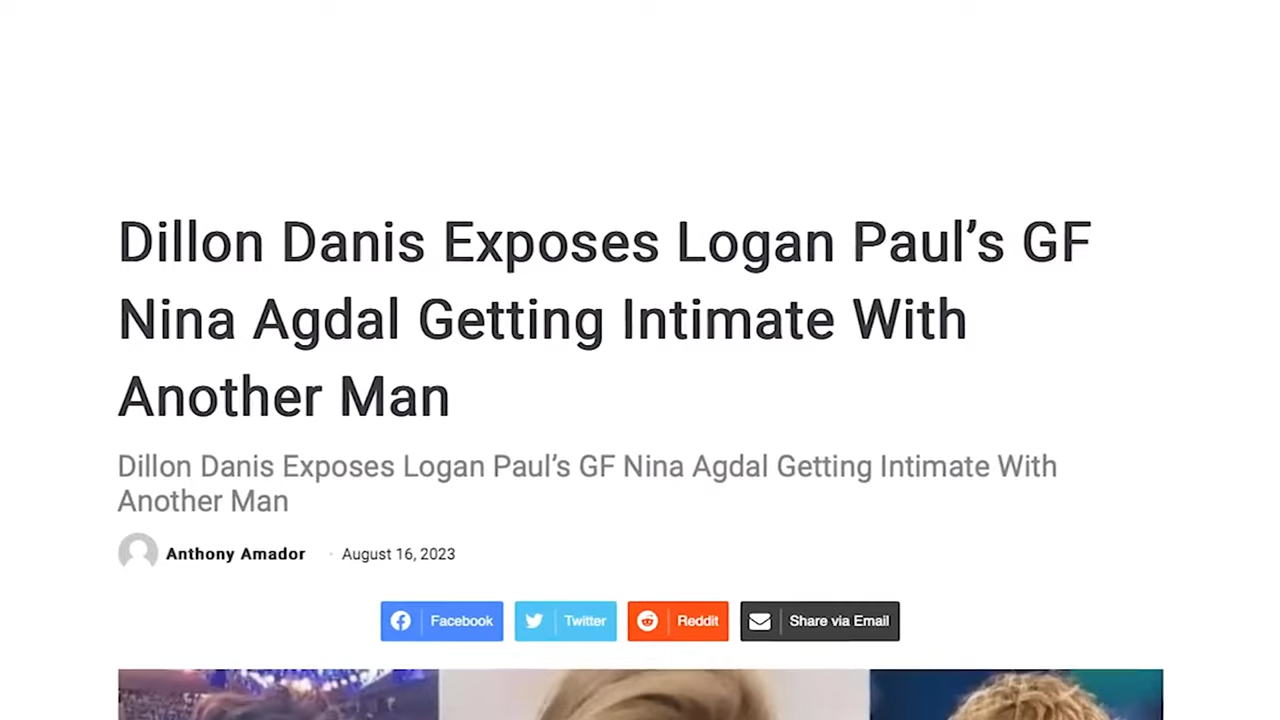 Dillon Danis Exposes Logan Paul’s GF
Nina Agdal Getting Intimate With
Another Man
Dillon Danis Exposes Logan Paul’s GF Nina Agdal Getting Intimate With
Another Man
Anthony Amador · August 16, 2023
Facebook Twitter Reddit Share via Email